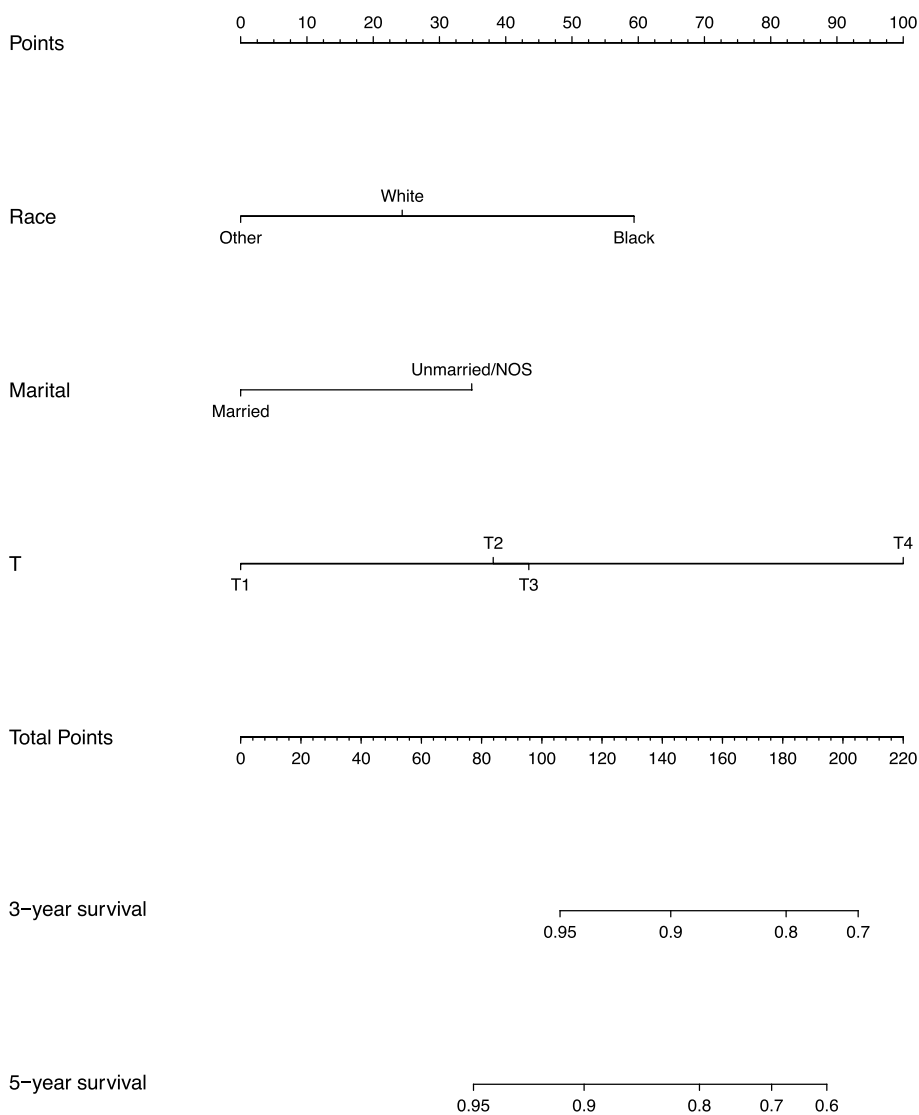 0 10 20 30 40 50 60 70 80 90 100
Points
White
Race
Other Black
Unmarried/NOS
Marital
Married
T2 T4
T
T1 T3
Total Points
0 20 40 60 80 100 120 140 160 180 200 220
3−year survival
0.95 0.9 0.8 0.7
5−year survival
0.95 0.9 0.8 0.7 0.6